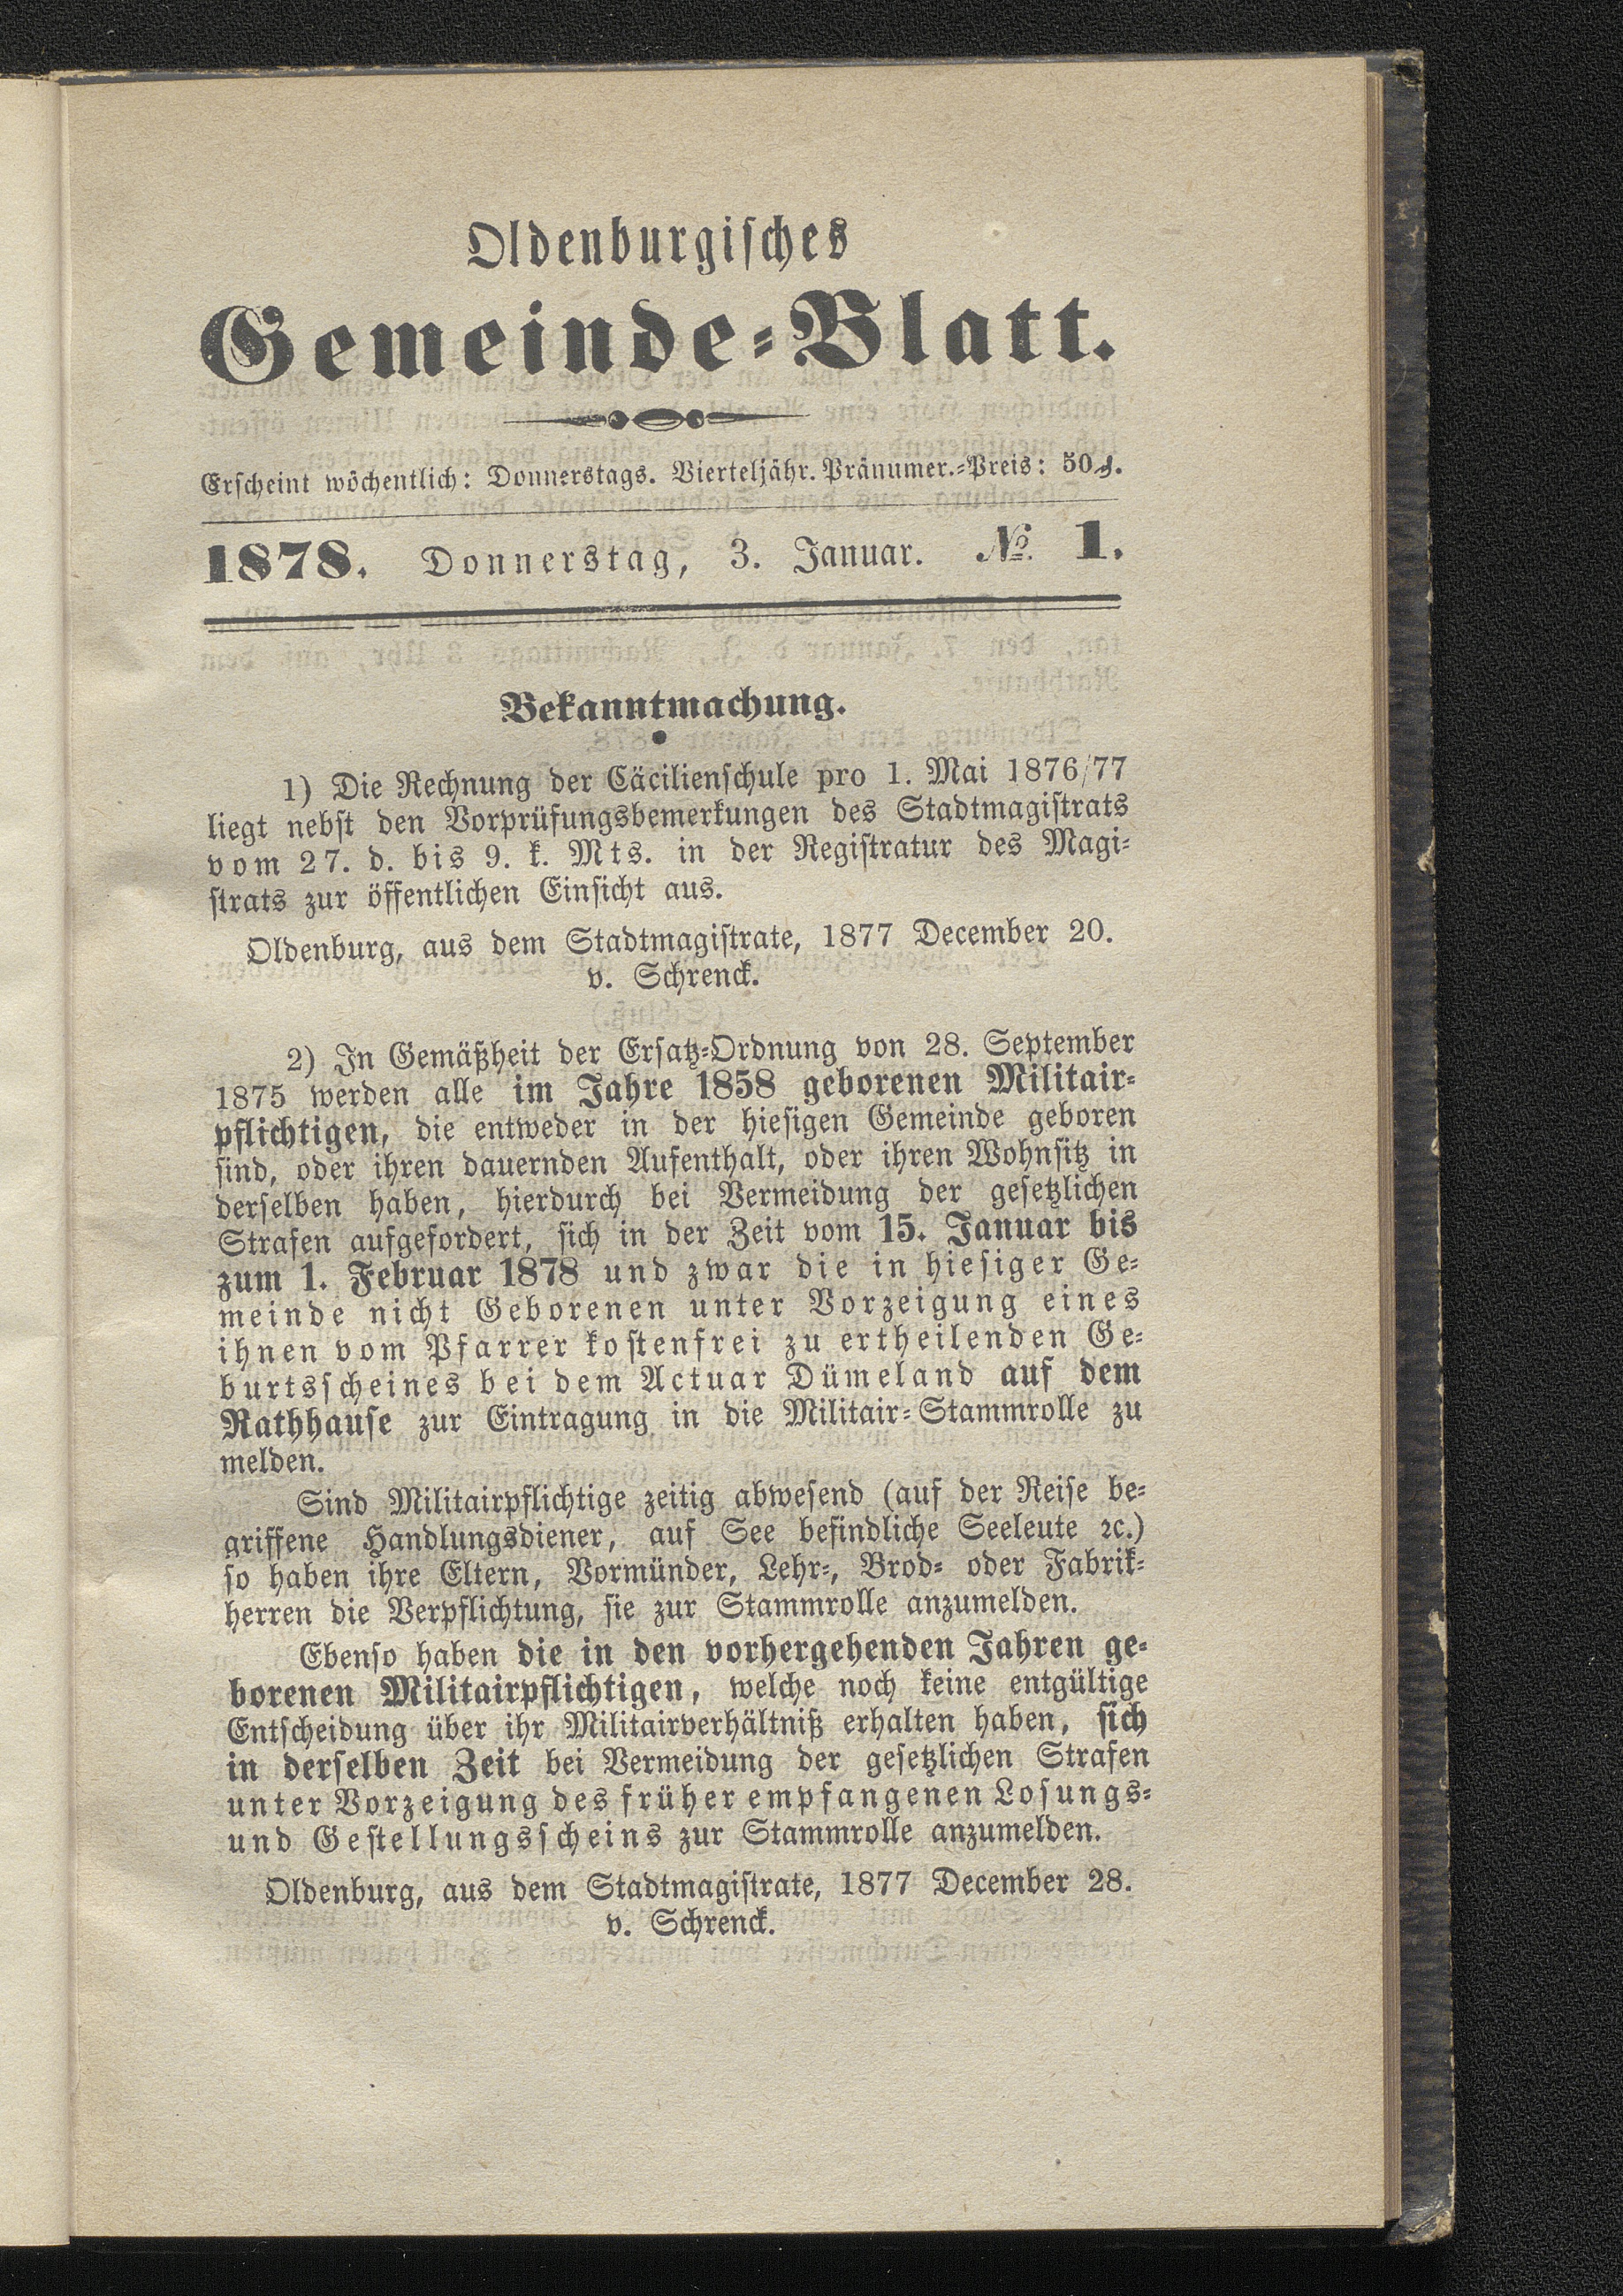 Oldenburgisches
Gemeinde-Blatt.
Erscheint wöchentlich: Donnerstags. Vierteljähr. Pränumer.-Preis: 50 ₰.
1878. Donnerstag, 3. Januar. № 1.
Bekanntmachung.
1) Die Rechnung der Cäcilienschule pro 1. Mai 1876/77
liegt nebst den Vorprüfungsbemerkungen des Stadtmagistrats
vom 27. d. bis 9. k. Mts. in der Registratur des Magi-
strats zur öffentlichen Einsicht aus.
Oldenburg, aus dem Stadtmagistrate, 1877 December 20.
v. Schrenck.
2) In Gemäßheit der Ersatz-Ordnung von 28. September
1875 werden alle im Jahre 1858 geborenen Militair-
pflichtigen, die entweder in der hiesigen Gemeinde geboren
sind, oder ihren dauernden Aufenthalt, oder ihren Wohnsitz in
derselben haben, hierdurch bei Vermeidung der gesetzlichen
Strafen aufgefordert, sich in der Zeit vom 15. Januar bis
zum 1. Februar 1878 und zwar die in hiesiger Ge-
meinde nicht Geborenen unter Vorzeigung eines
ihnen vom Pfarrer kostenfrei zu ertheilenden Ge-
burtsscheines bei dem Actuar Dümeland auf dem
Rathhause zur Eintragung in die Militair-Stammrolle zu
melden.
Sind Militairpflichtige zeitig abwesend (auf der Reise be-
griffene Handlungsdiener, auf See befindliche Seeleute ꝛc.)
so haben ihre Eltern, Vormünder, Lehr-, Brod- oder Fabrik-
herren die Verpflichtung, sie zur Stammrolle anzumelden.
Ebenso haben die in den vorhergehenden Jahren ge-
borenen Militairpflichtigen, welche noch keine entgültige
Entscheidung über ihr Militairverhältniß erhalten haben, sich
in derselben Zeit bei Vermeidung der gesetzlichen Strafen
unter Vorzeigung des früher empfangenen Losungs-
und Gestellungsscheins zur Stammrolle anzumelden.
Oldenburg, aus dem Stadtmagistrate, 1877 December 28.
v. Schrenck.